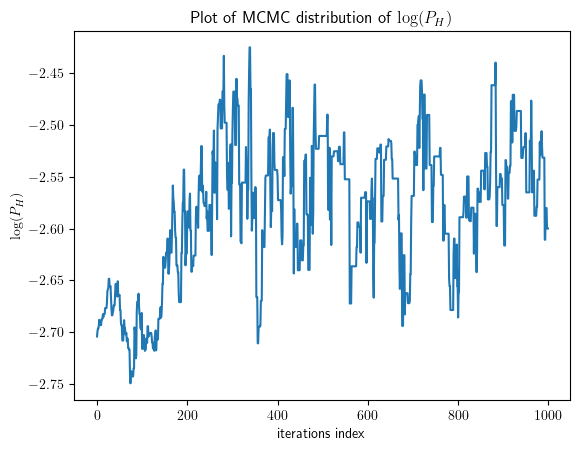 Plot of MCMC distribution of log(P_H)
−2.45
−2.50
−2.55
−2.60
−2.65
−2.70
−2.75
log(P_H)
0 200 400 600 800 1000
iterations index